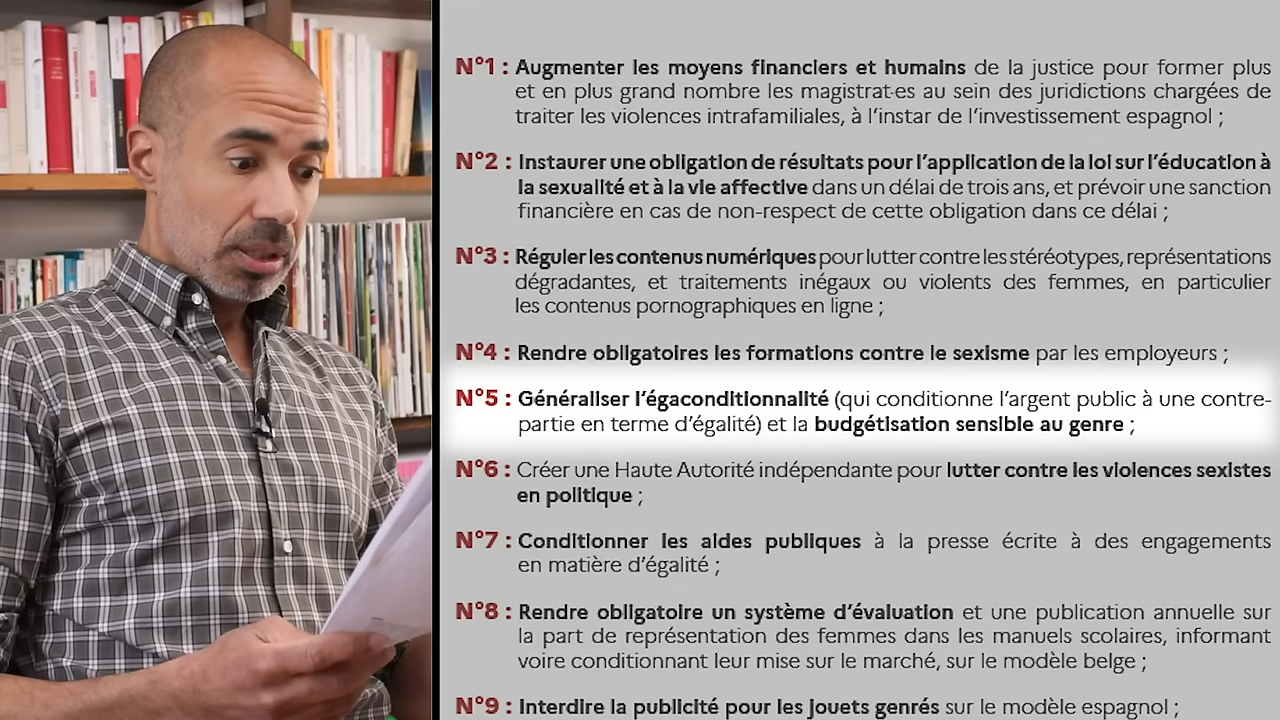 N°1 : Augmenter les moyens financiers et humains de la justice pour former plus
et en plus grand nombre les magistrat·es au sein des juridictions chargées de
traiter les violences intrafamiliales, à l'instar de l'investissement espagnol ;
N°2 : Instaurer une obligation de résultats pour l'application de la loi sur l'éducation à
la sexualité et à la vie affective dans un délai de trois ans, et prévoir une sanction
financière en cas de non-respect de cette obligation dans ce délai ;
N°3 : Réguler les contenus numériques pour lutter contre les stéréotypes, représentations
dégradantes, et traitements inégaux ou violents des femmes, en particulier
les contenus pornographiques en ligne ;
N°4 : Rendre obligatoires les formations contre le sexisme par les employeurs ;
N°5 : Généraliser l'égaconditionnalité (qui conditionne l'argent public à une contre-
partie en terme d'égalité) et la budgétisation sensible au genre ;
N°6 : Créer une Haute Autorité indépendante pour lutter contre les violences sexistes
en politique ;
N°7 : Conditionner les aides publiques à la presse écrite à des engagements
en matière d'égalité ;
N°8 : Rendre obligatoire un système d'évaluation et une publication annuelle sur
la part de représentation des femmes dans les manuels scolaires, informant
voire conditionnant leur mise sur le marché, sur le modèle belge ;
N°9 : Interdire la publicité pour les jouets genrés sur le modèle espagnol ;